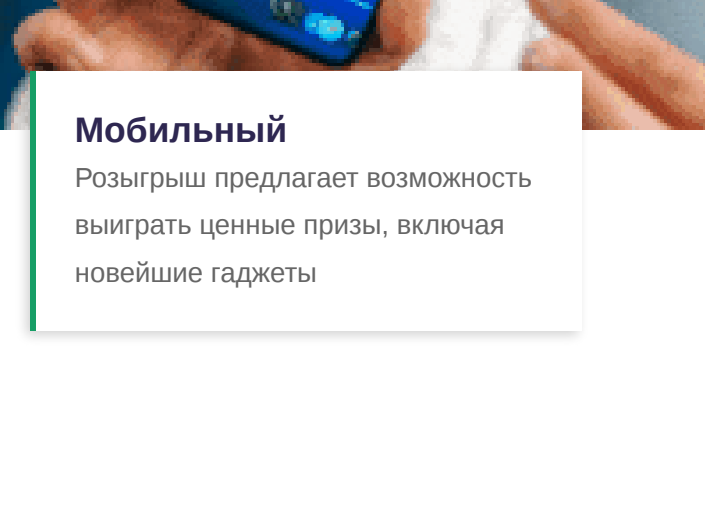 Мобильный
Розыгрыш предлагает возможность
выиграть ценные призы, включая
новейшие гаджеты